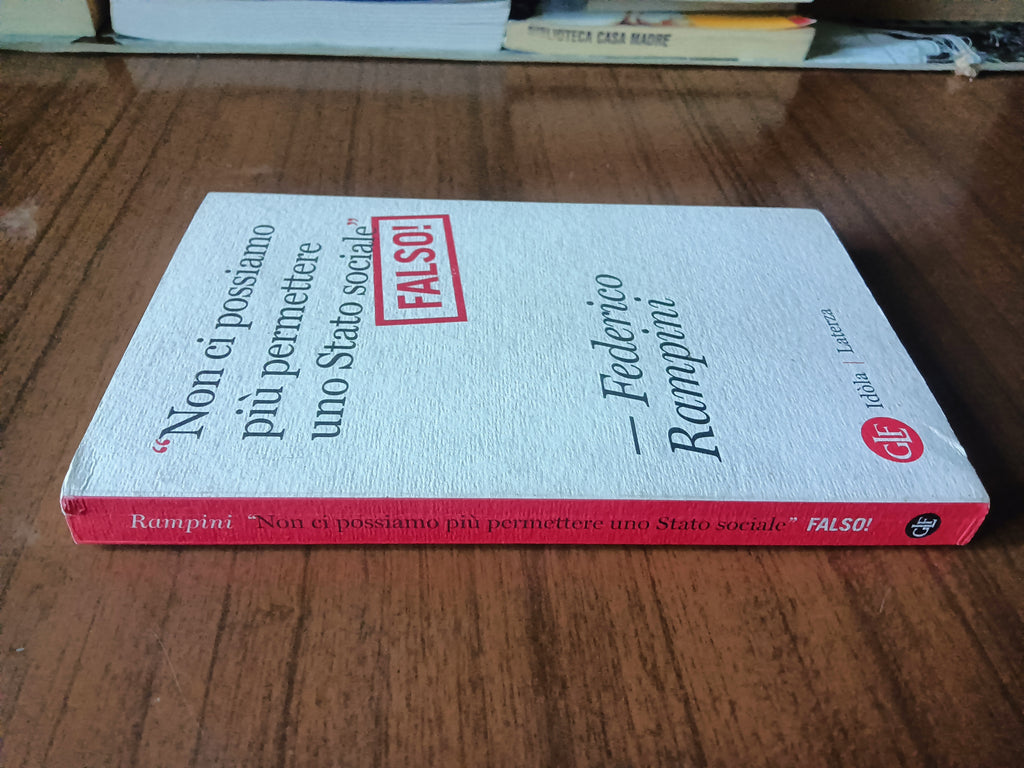 BIBLIOTECA CASA MADRE
“Non ci possiamo
più permettere
uno Stato sociale”
FALSO!
— Federico
Rampini
GLF
Idòla | Laterza
Rampini “Non ci possiamo più permettere uno Stato sociale” FALSO! GLF